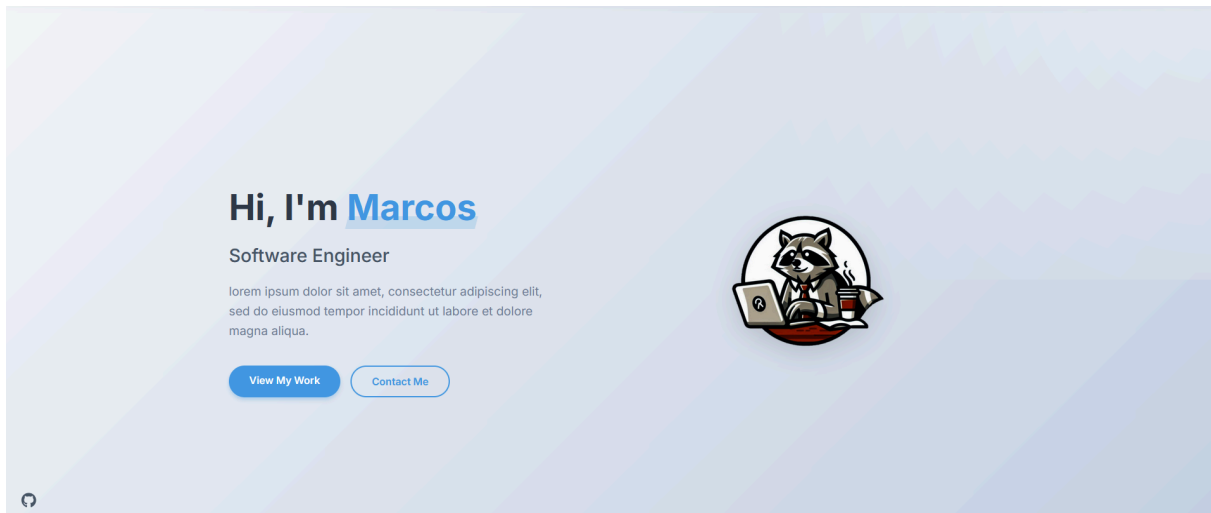 Hi, I'm Marcos
Software Engineer
lorem ipsum dolor sit amet, consectetur adipiscing elit,
sed do eiusmod tempor incididunt ut labore et dolore
magna aliqua.
View My Work
Contact Me